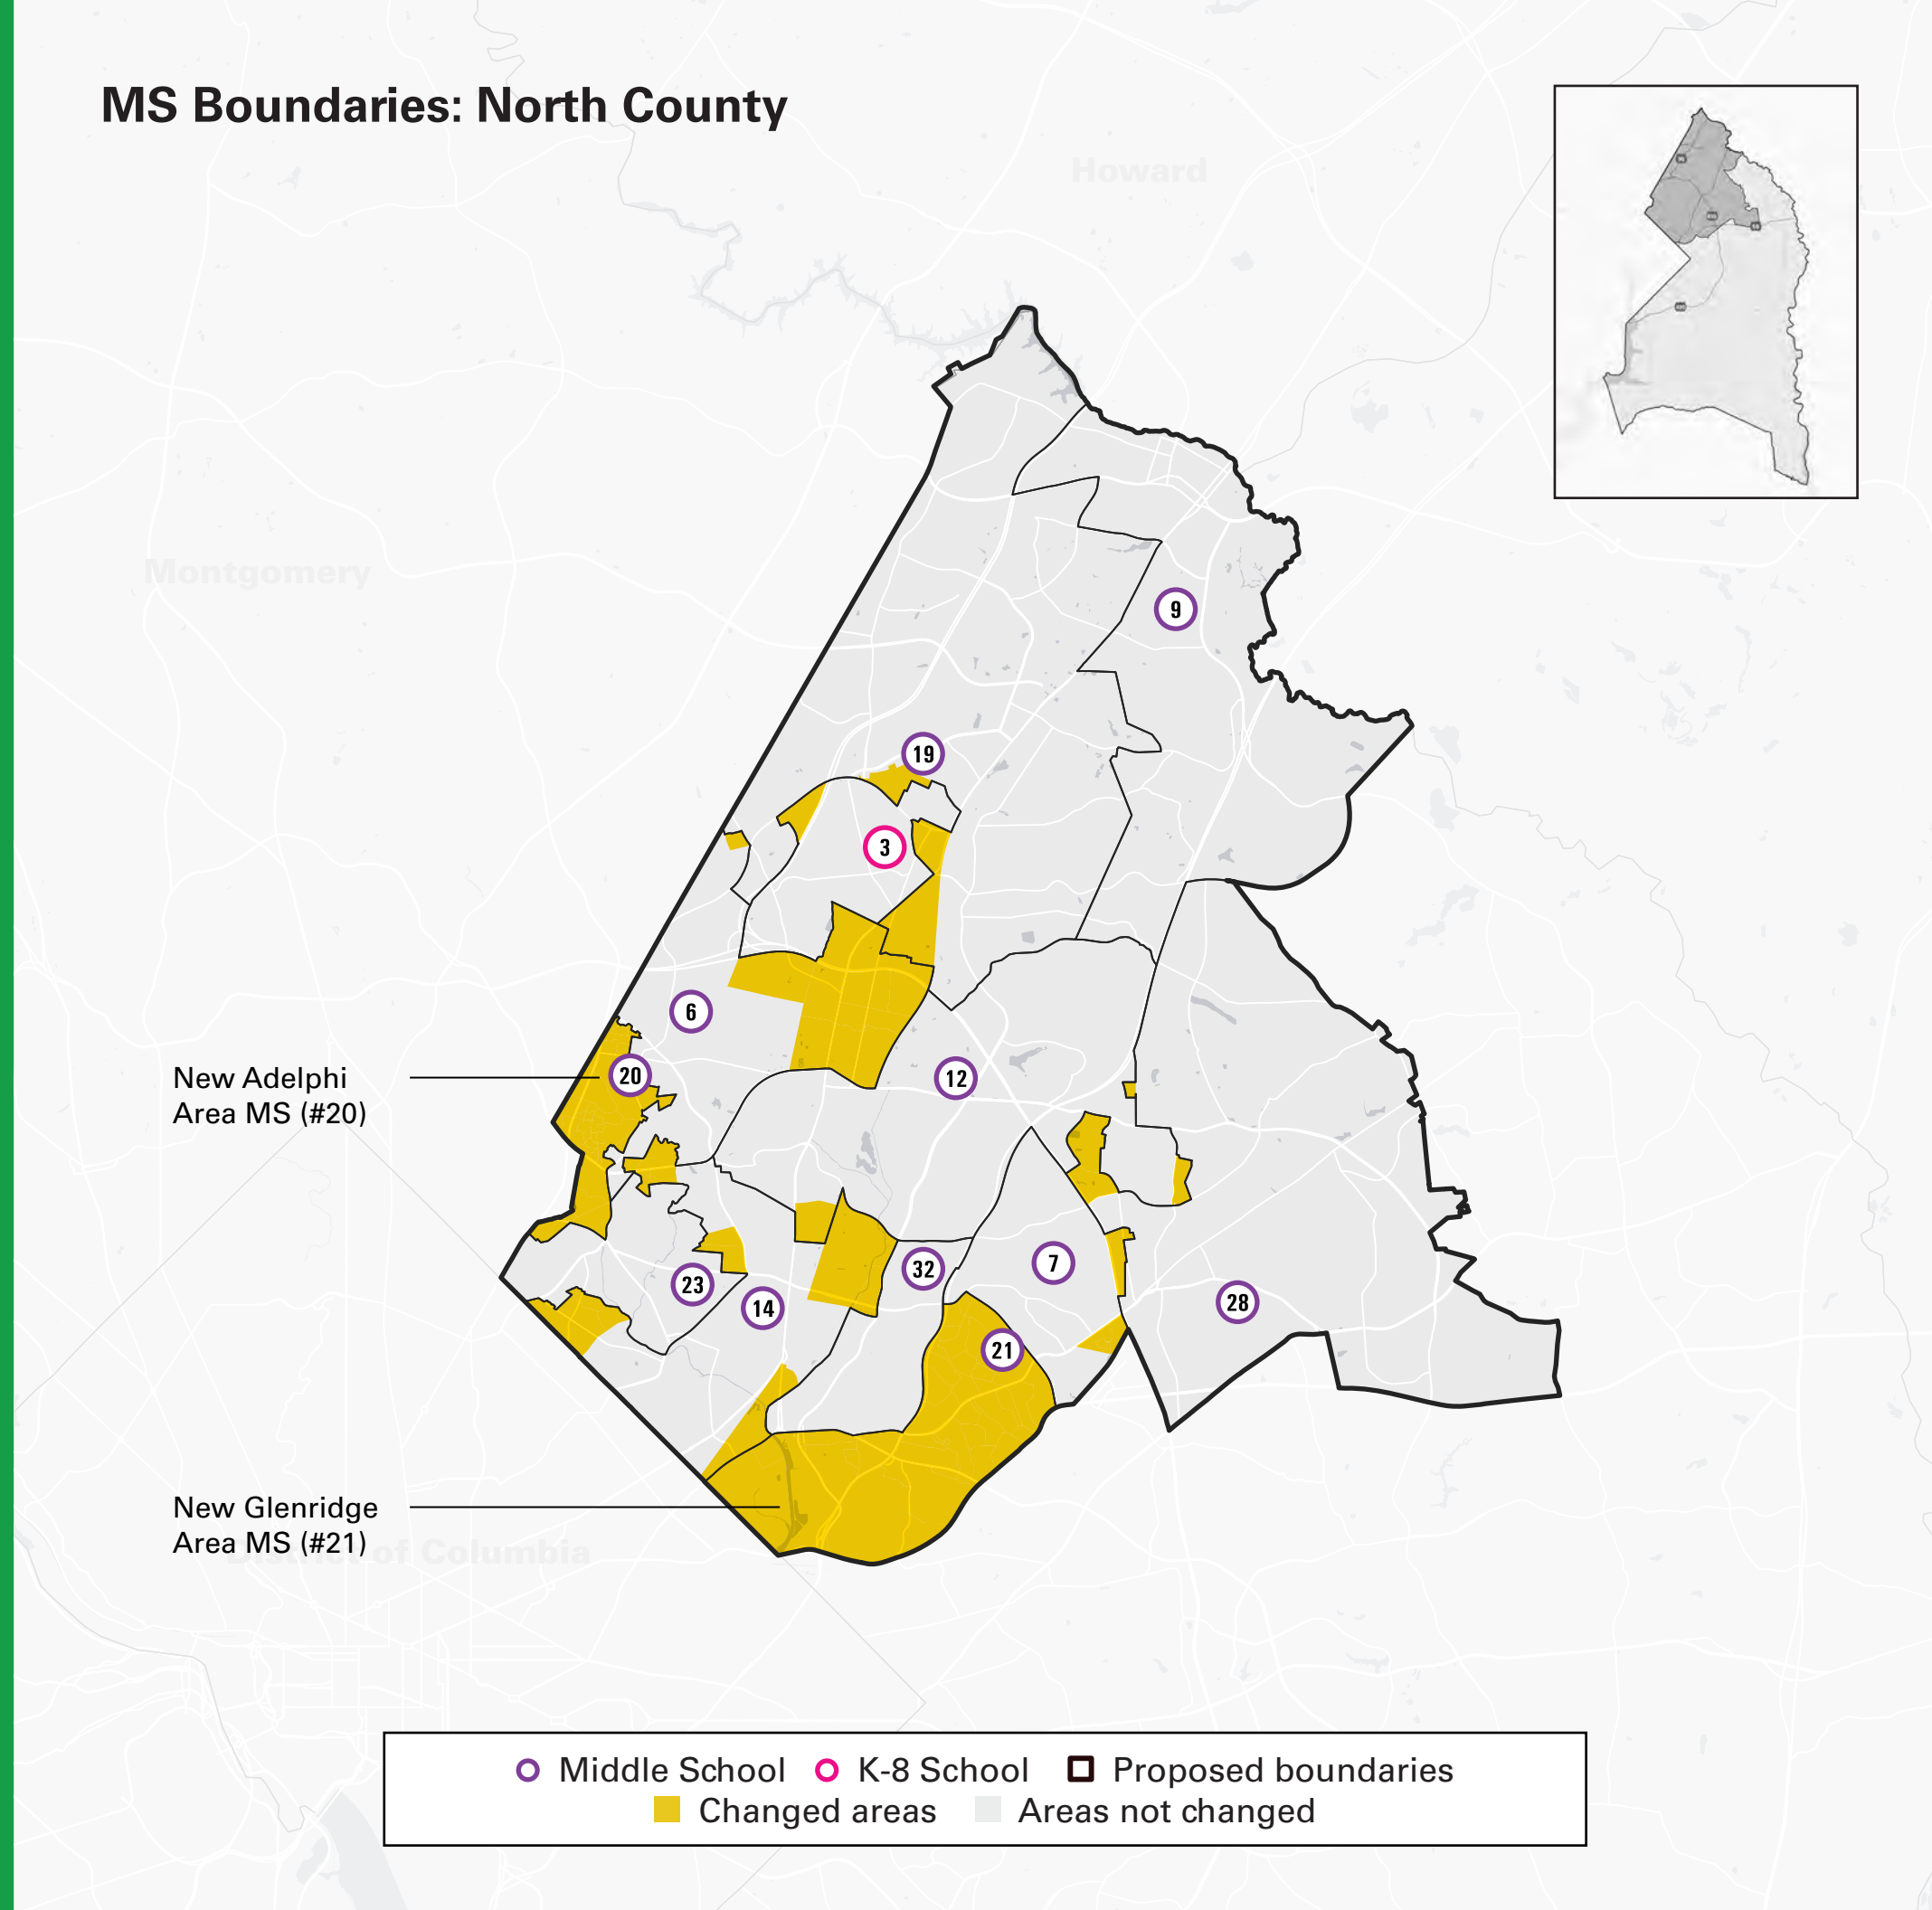 MS Boundaries: North County
Howard
Montgomery
9
19
3
6
20
12
New Adelphi
Area MS (#20)
32
7
23
14
28
21
New Glenridge
Area MS (#21)
District of Columbia
Middle School
K-8 School
Proposed boundaries
Changed areas
Areas not changed